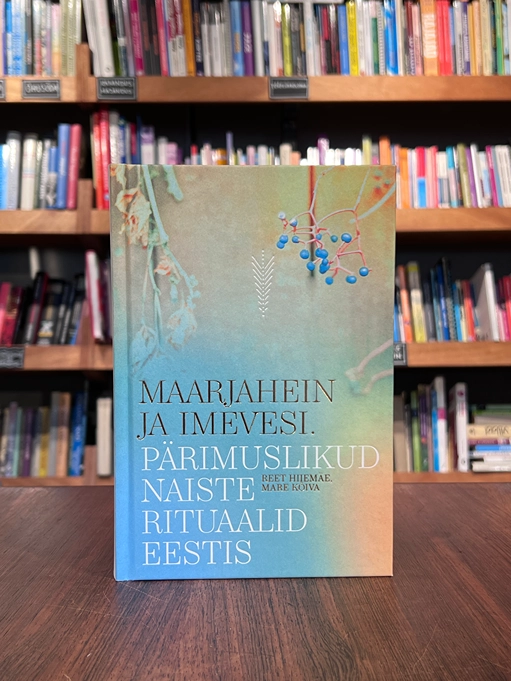 MAARJAHEIN
JA IMEVESI.
PÄRIMUSLIKUD
NAISTE
REET HIIEMÄE,
MARE KÕIVA
RITUAALID
EESTIS